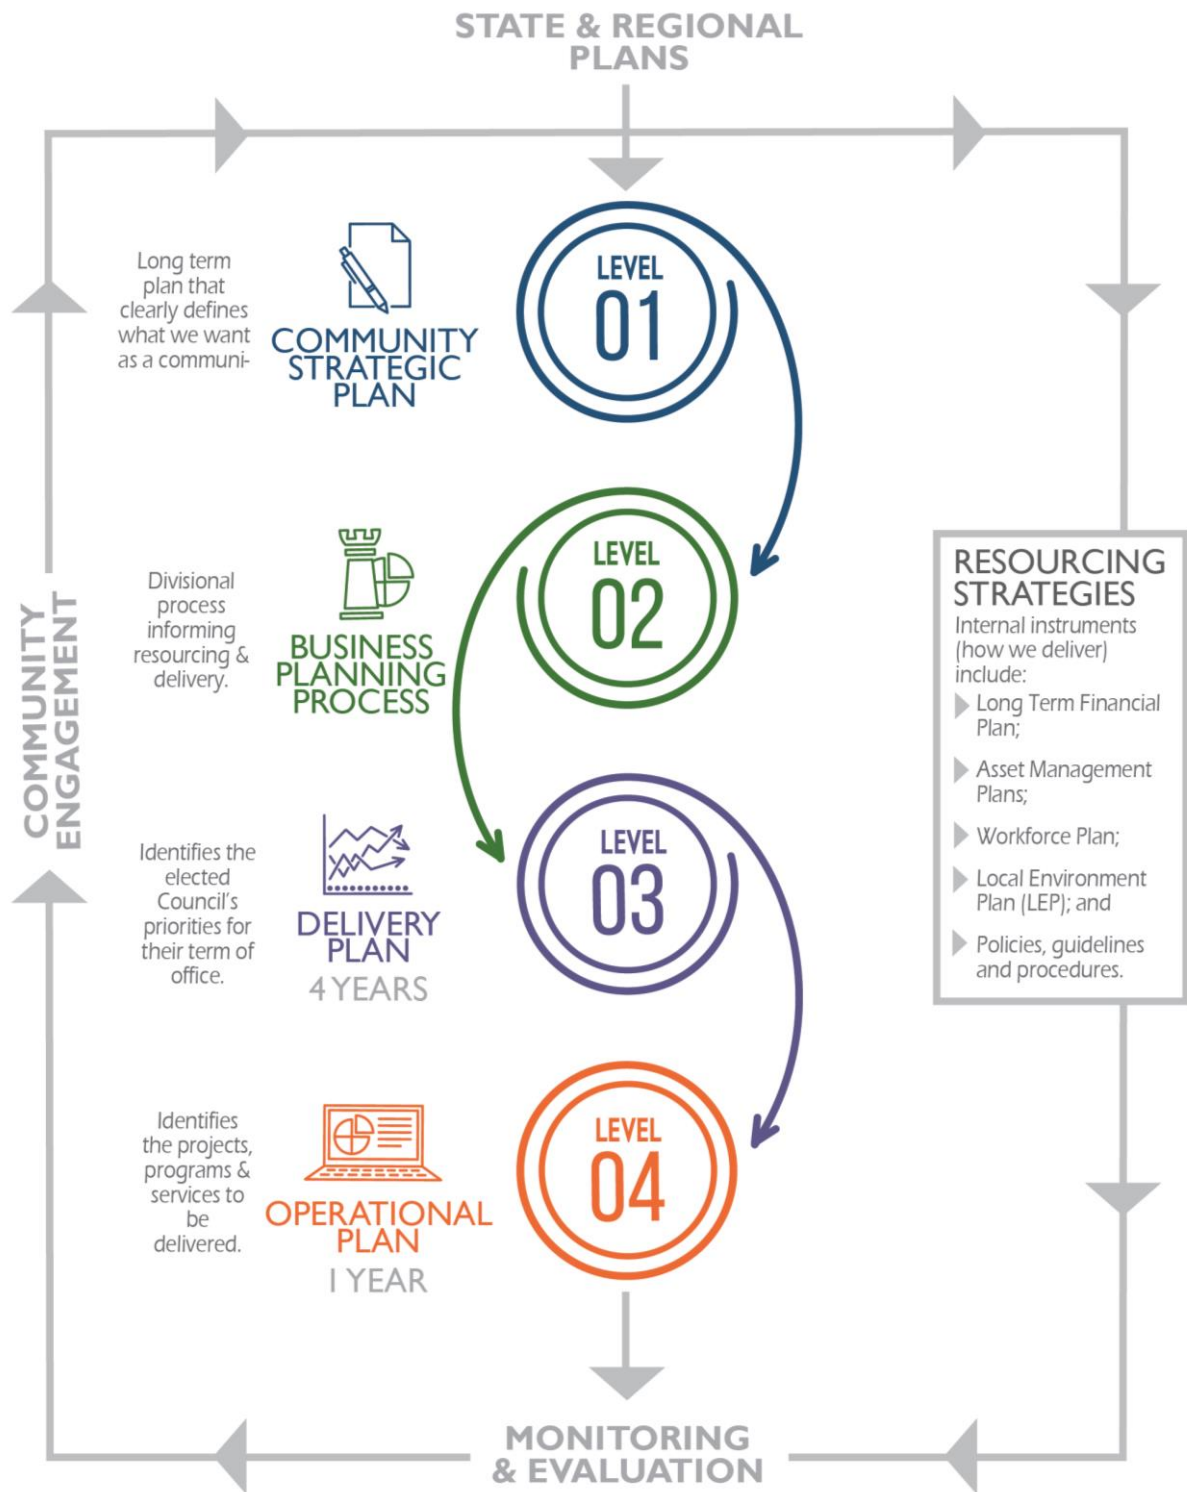 STATE & REGIONAL
PLANS
Long term
plan that
clearly defines
what we want
as a communi-
COMMUNITY
STRATEGIC
PLAN
LEVEL
01
Divisional
process
informing
resourcing &
delivery.
BUSINESS
PLANNING
PROCESS
LEVEL
02
Identifies the
elected
Council's
priorities for
their term of
office.
DELIVERY
PLAN
4 YEARS
LEVEL
03
Identifies
the projects,
programs &
services to
be
delivered.
OPERATIONAL
PLAN
1 YEAR
LEVEL
04
COMMUNITY
ENGAGEMENT
RESOURCING
STRATEGIES
Internal instruments
(how we deliver)
include:
Long Term Financial
Plan;
Asset Management
Plans;
Workforce Plan;
Local Environment
Plan (LEP); and
Policies, guidelines
and procedures.
MONITORING
& EVALUATION